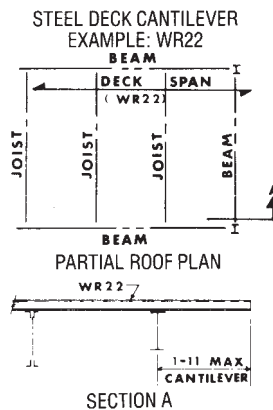 STEEL DECK CANTILEVER
EXAMPLE: WR22
BEAM
DECK SPAN
(WR22)
JOIST
JOIST
JOIST
BEAM
BEAM
PARTIAL ROOF PLAN
WR22
1-11 MAX
CANTILEVER
SECTION A